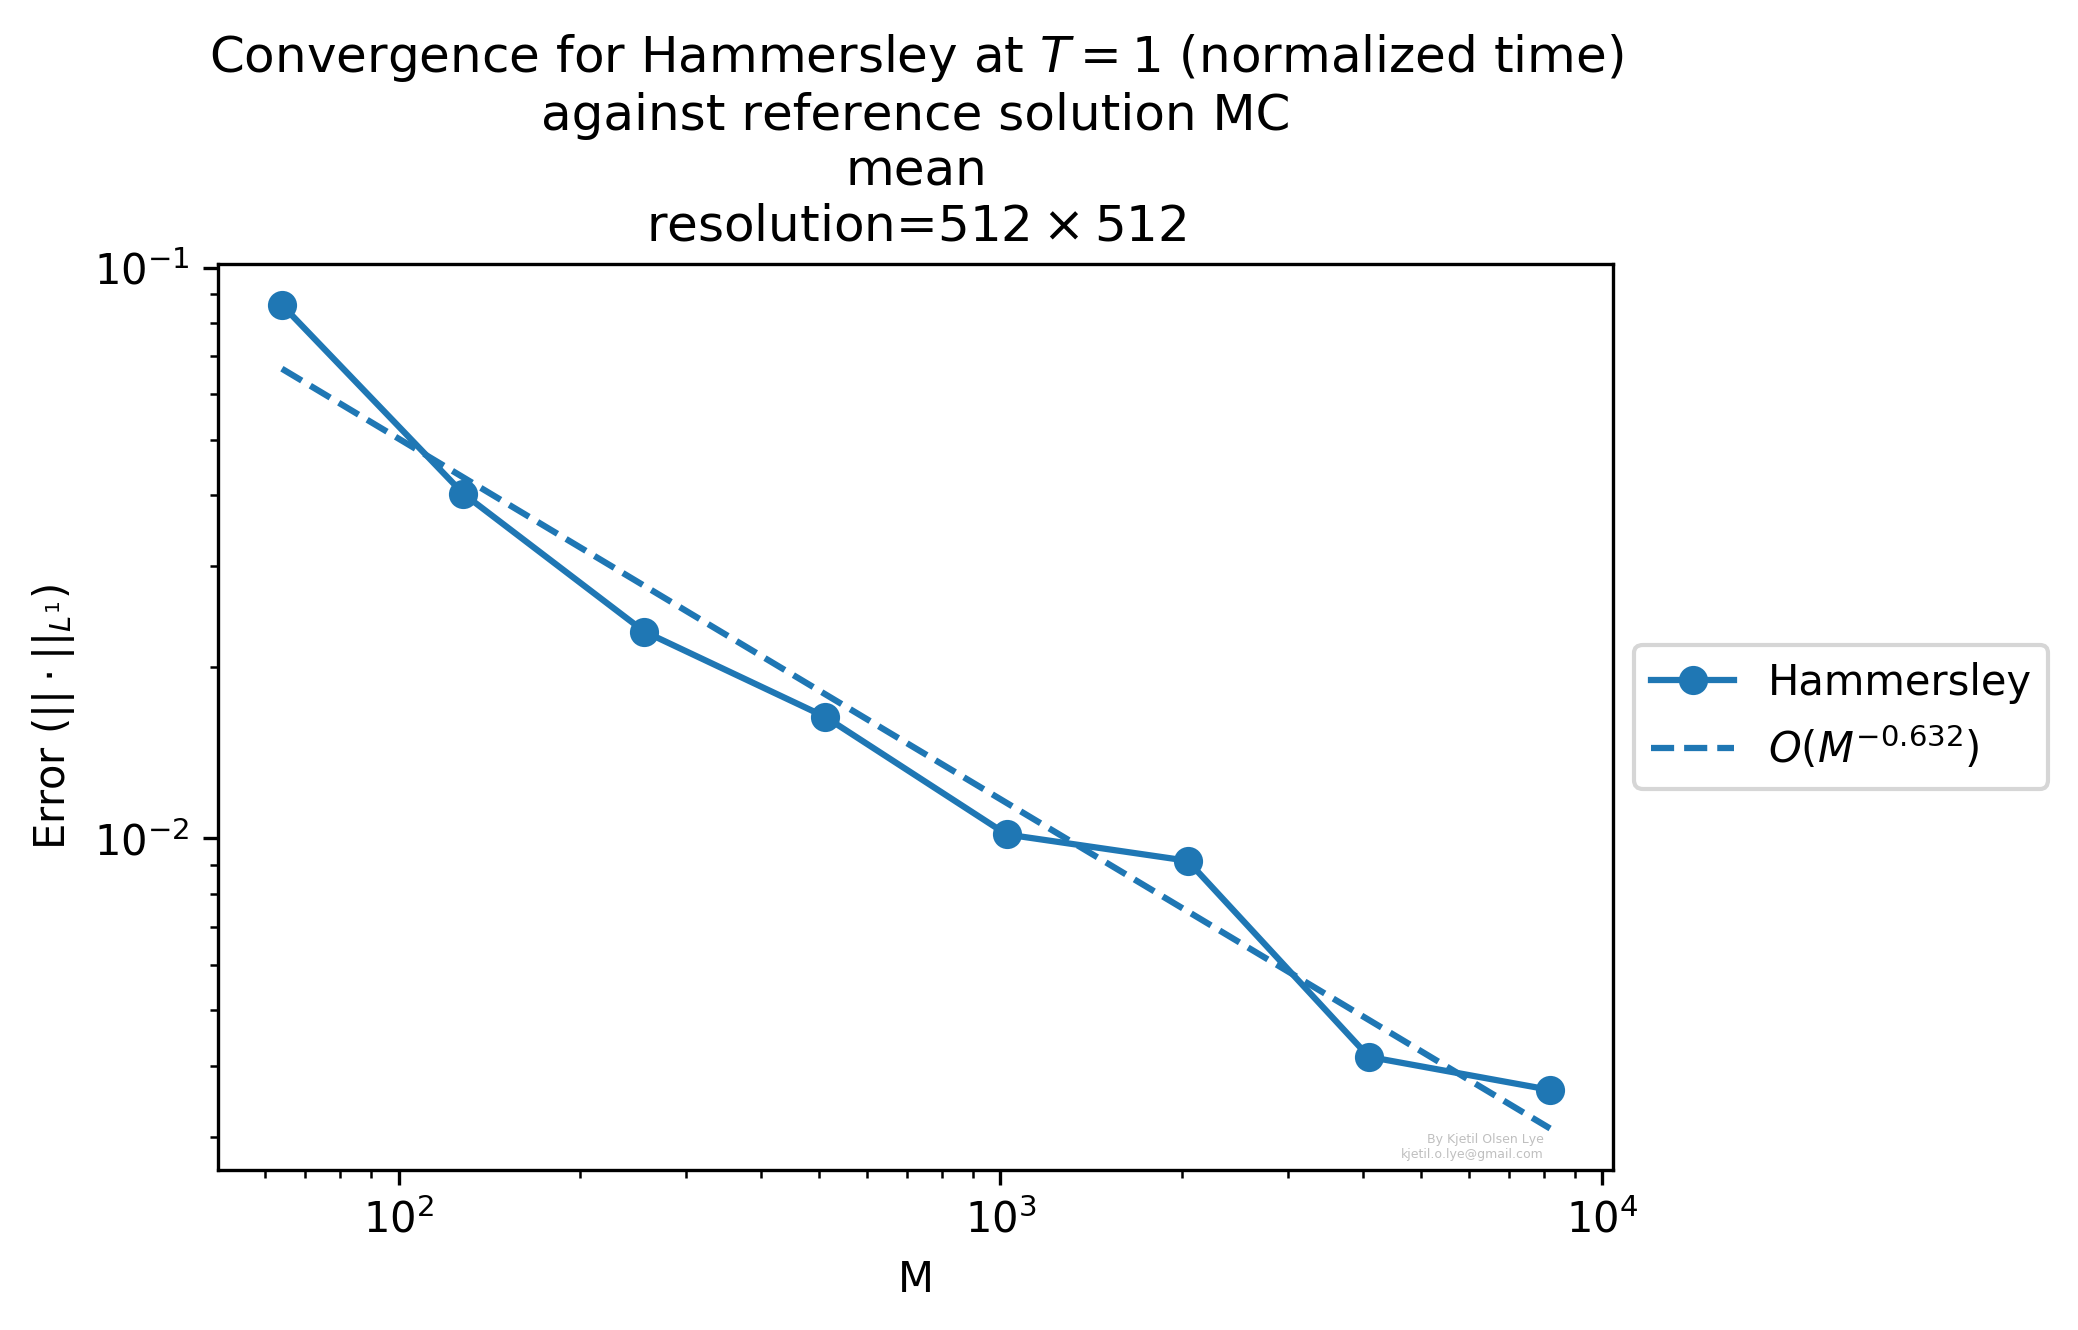 Convergence for Hammersley at T = 1 (normalized time)
against reference solution MC
mean
resolution=512 × 512
10⁻¹
10⁻²
Error (|| · ||_{L¹})
10²
10³
10⁴
M
Hammersley
O(M^{−0.632})
By Kjetil Olsen Lye
kjetil.o.lye@gmail.com